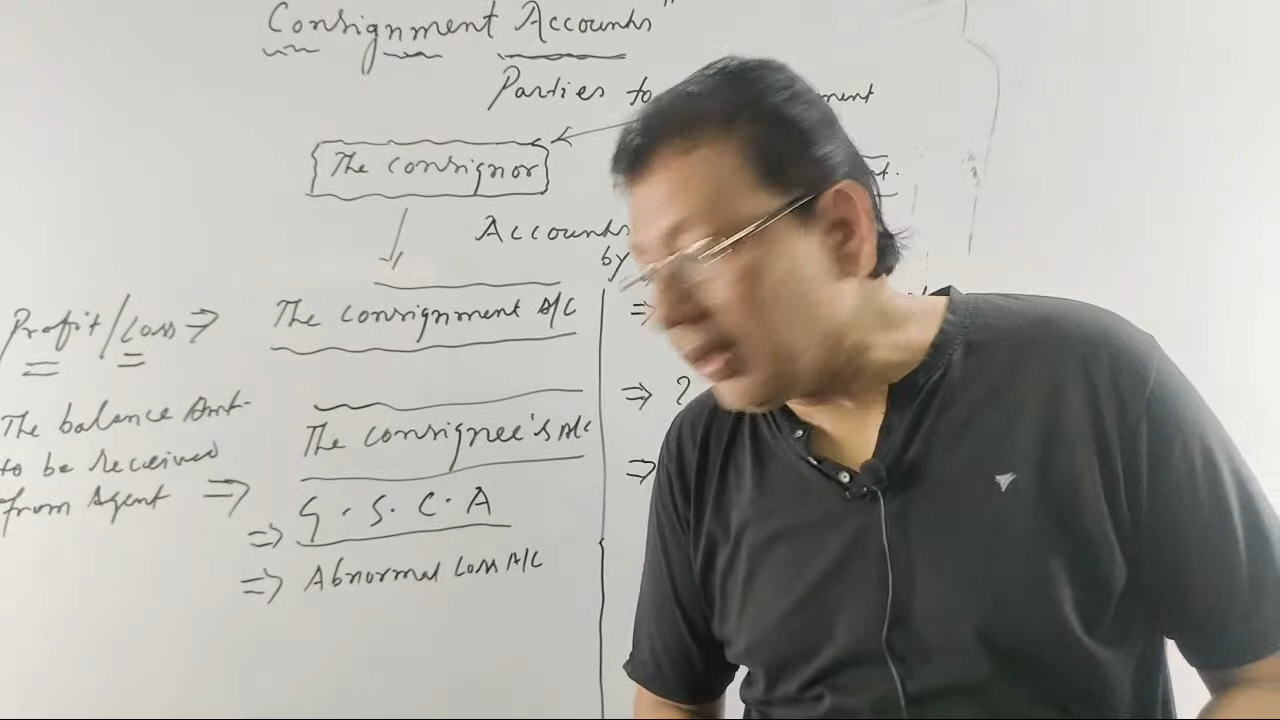 Consignment Accounts"
Parties to
The Consignor
Accounts
by
Profit/Loss ⇒ The Consignment A/C
⇒
The balance Amt.
to be received
from Agent ⇒
The Consignee's A/C
⇒ ?
⇒
⇒ G.S.C.A
⇒ Abnormal Loss A/C